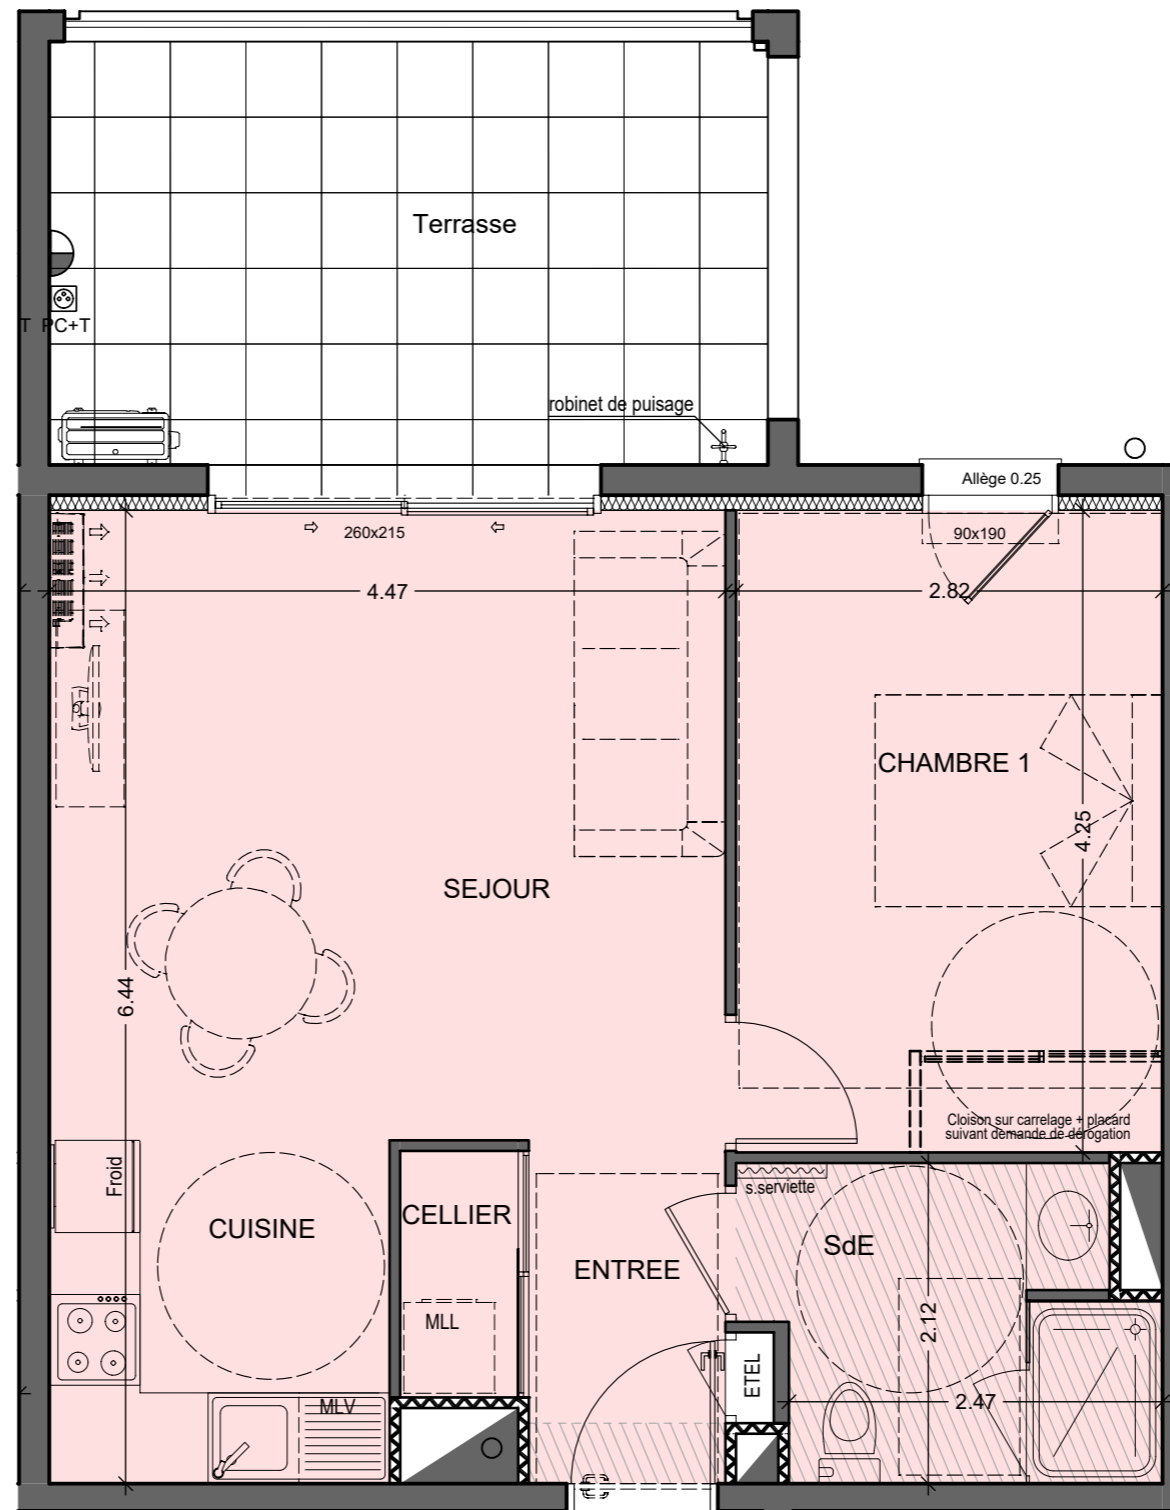 Terrasse
T PC+T
robinet de puisage
Allège 0.25
260x215
90x190
4.47
2.82
CHAMBRE 1
4.25
SEJOUR
6.44
Cloison sur carrelage + placard
suivant demande de dérogation
Froid
s.serviette
CUISINE
CELLIER
SdE
ENTREE
MLL
2.12
ETEL
MLV
2.47